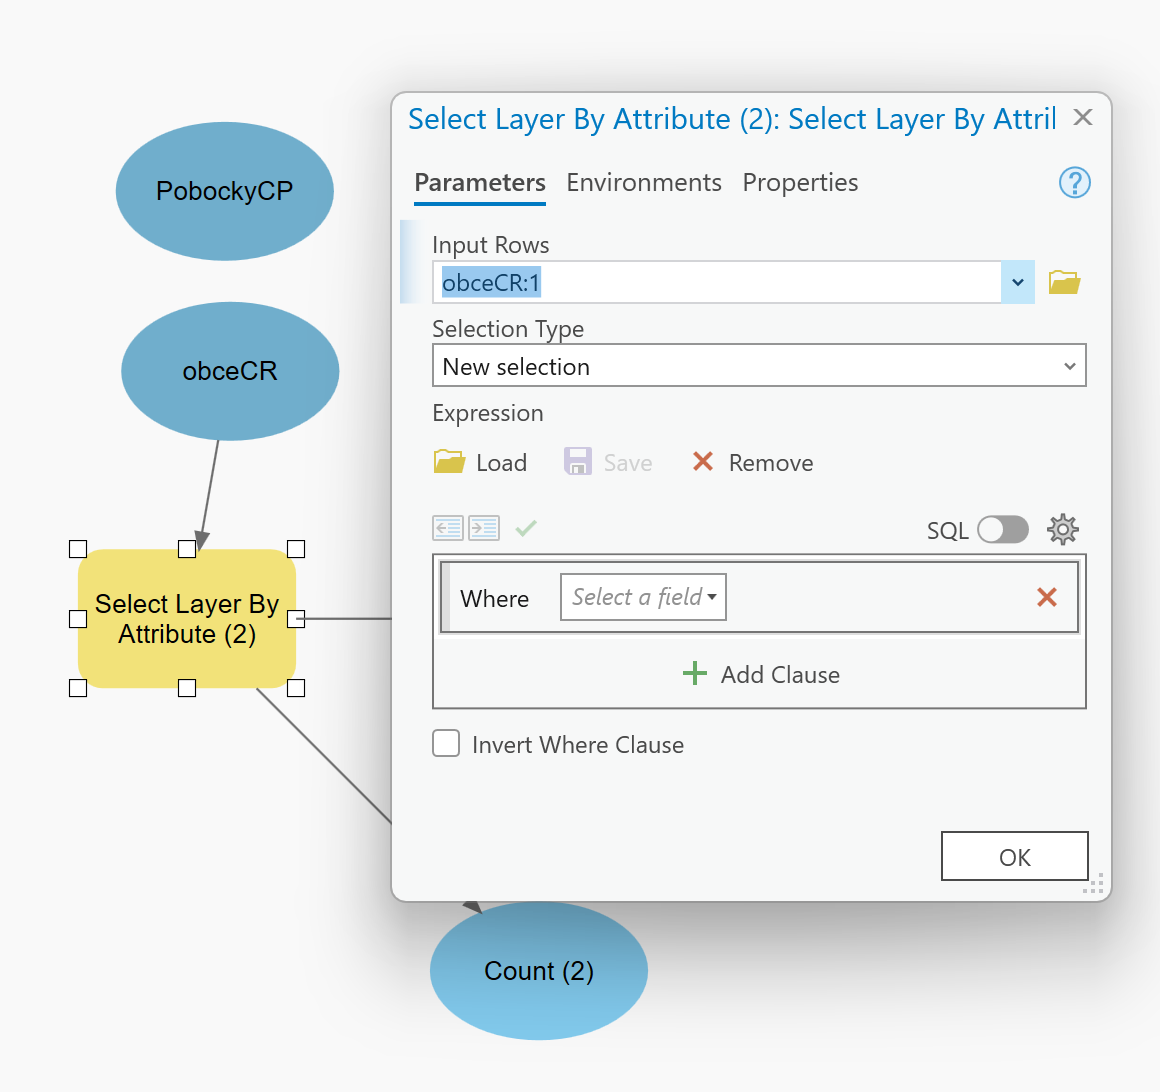 PobockyCP
obceCR
Select Layer By
Attribute (2)
Count (2)
Select Layer By Attribute (2): Select Layer By Attril
Parameters Environments Properties
?
Input Rows
obceCR:1
Selection Type
New selection
Expression
Load Save Remove
SQL
Where Select a field
Add Clause
Invert Where Clause
OK